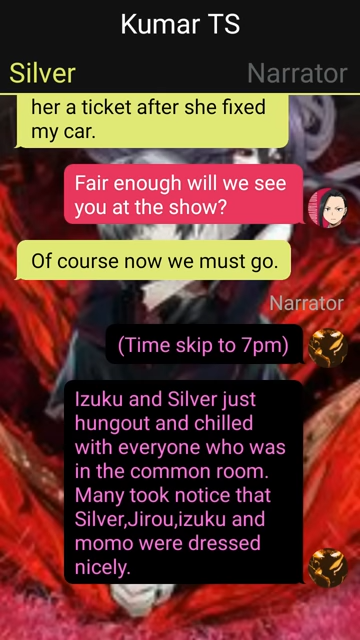 Kumar TS
Silver
Narrator
her a ticket after she fixed
my car.
Fair enough will we see
you at the show?
Of course now we must go.
Narrator
(Time skip to 7pm)
Izuku and Silver just
hungout and chilled
with everyone who was
in the common room.
Many took notice that
Silver,Jirou,izuku and
momo were dressed
nicely.